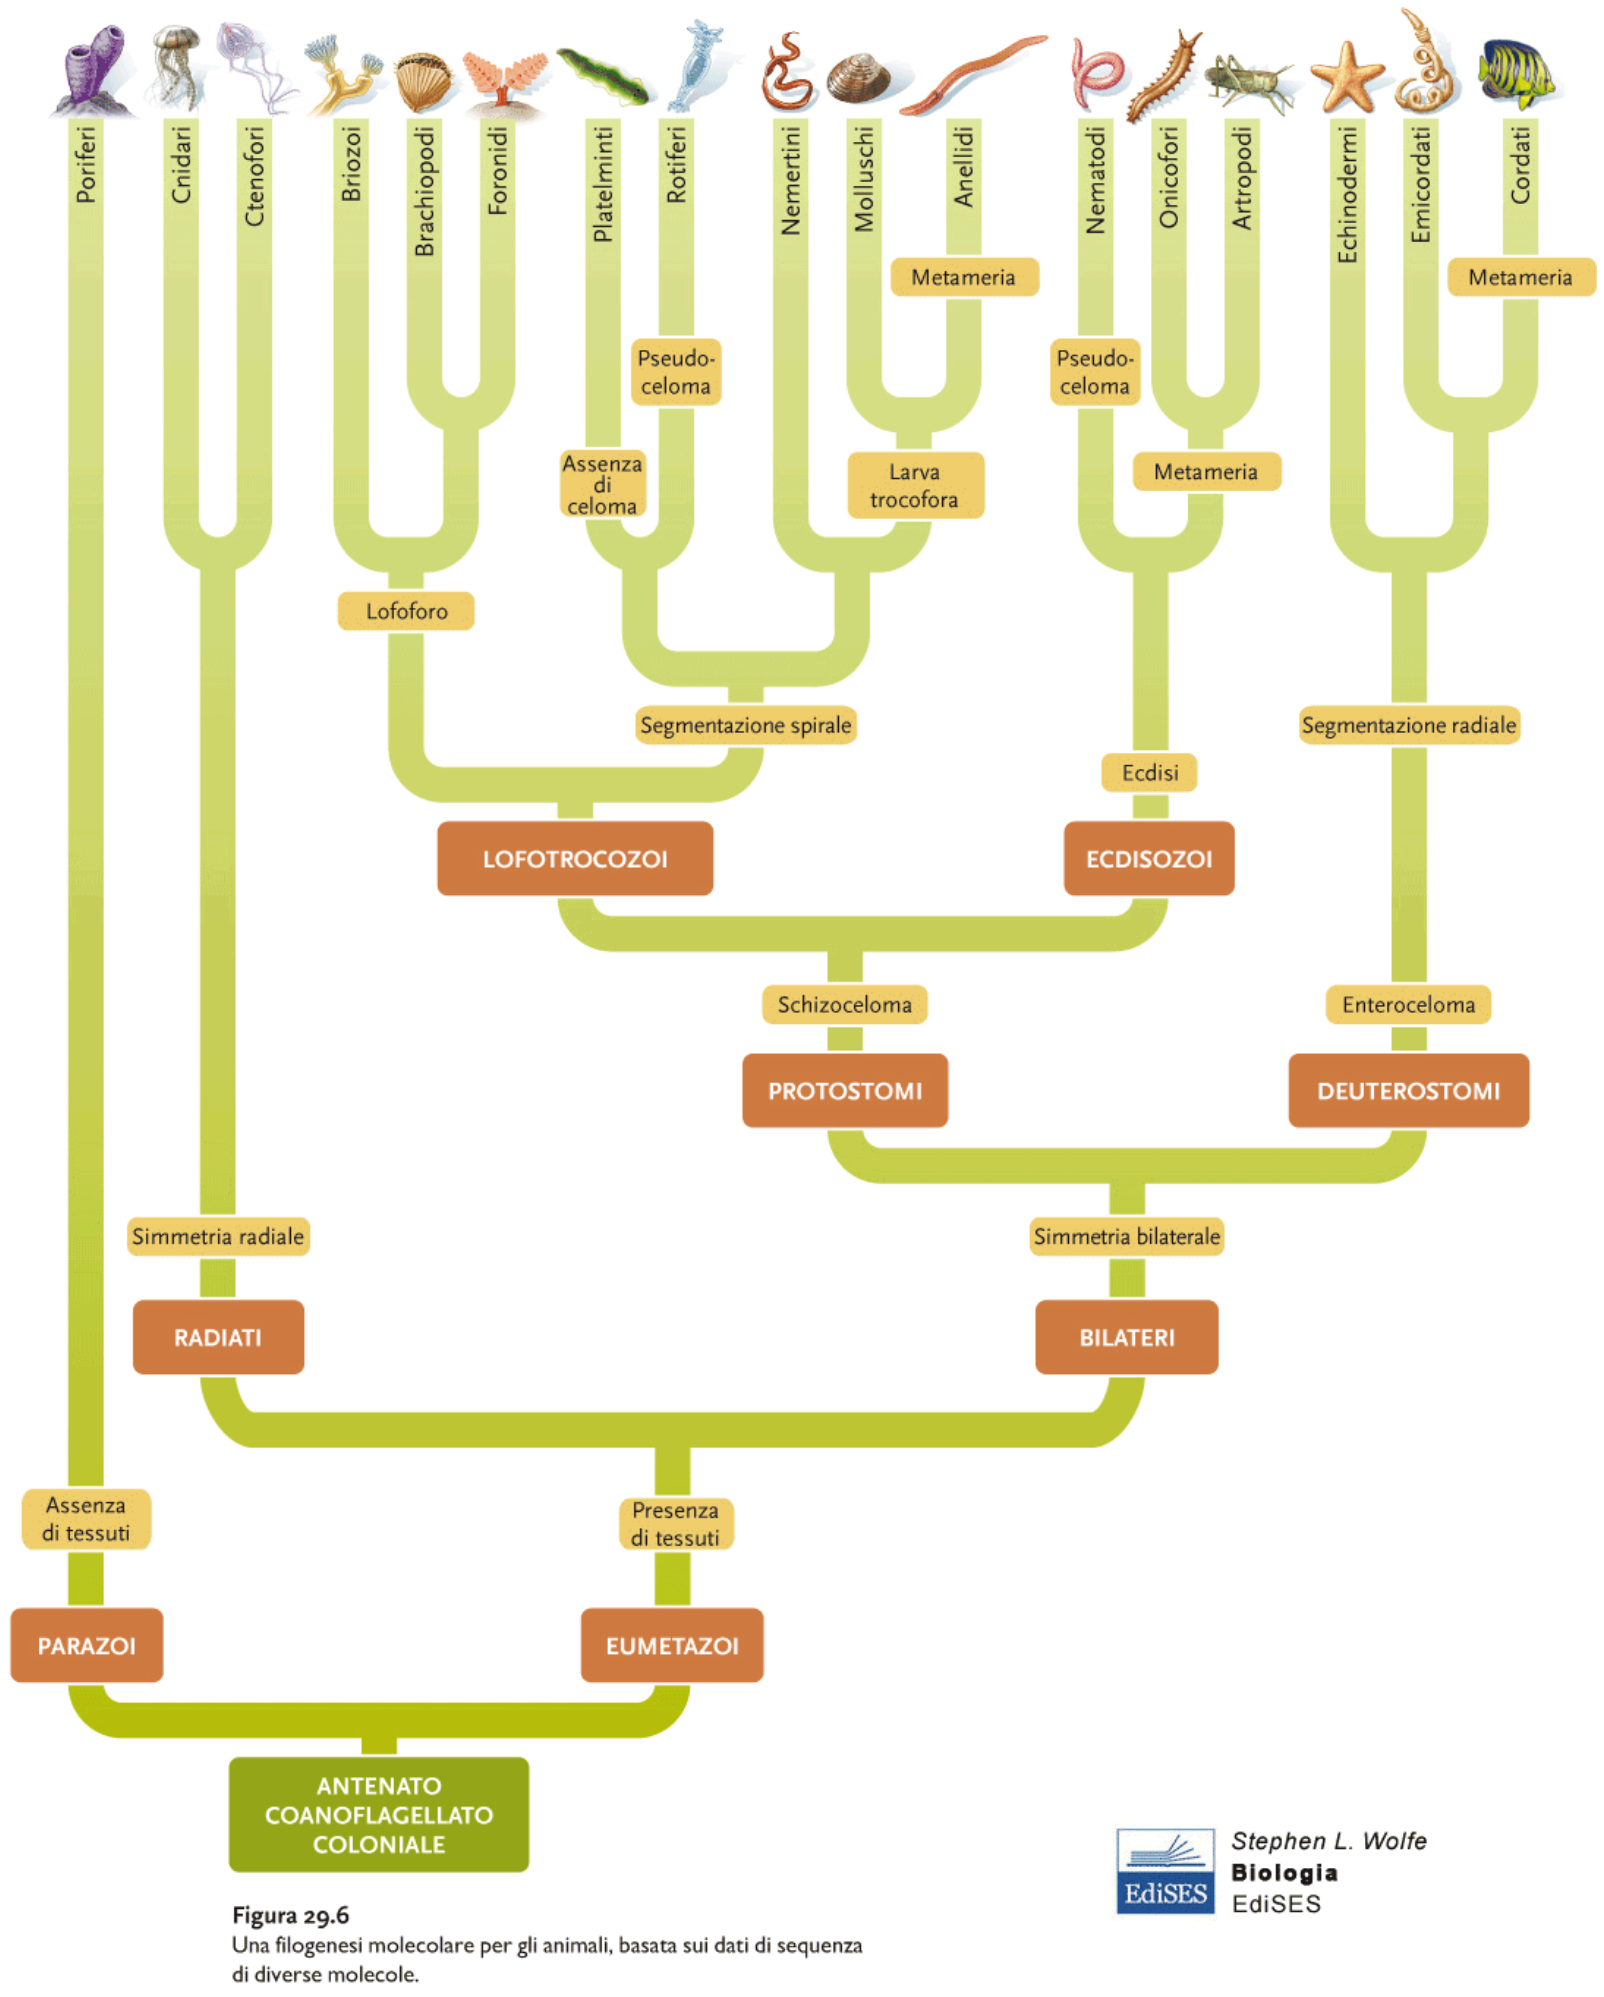 Poriferi
Cnidari
Ctenofori
Briozoi
Brachiopodi
Foronidi
Platelminti
Rotiferi
Nemertini
Molluschi
Anellidi
Nematodi
Onicofori
Artropodi
Echinodermi
Emicordati
Cordati
Metameria
Metameria
Pseudo-
celoma
Pseudo-
celoma
Assenza
di
celoma
Larva
trocofora
Metameria
Lofoforo
Segmentazione spirale
Segmentazione radiale
Ecdisi
LOFOTROCOZOI
ECDISOZOI
Schizoceloma
Enteroceloma
PROTOSTOMI
DEUTEROSTOMI
Simmetria radiale
Simmetria bilaterale
RADIATI
BILATERI
Assenza
di tessuti
Presenza
di tessuti
PARAZOI
EUMETAZOI
ANTENATO
COANOFLAGELLATO
COLONIALE
EdiSES
Stephen L. Wolfe
Biologia
EdiSES
Figura 29.6
Una filogenesi molecolare per gli animali, basata sui dati di sequenza
di diverse molecole.